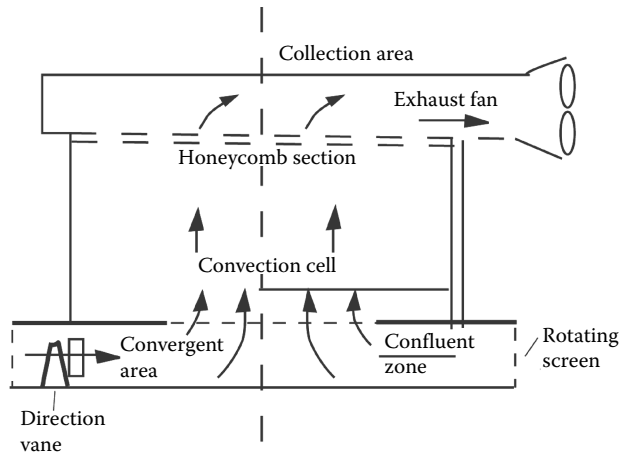 Collection area
Exhaust fan
Honeycomb section
Convection cell
Convergent
area
Confluent
zone
Rotating
screen
Direction
vane